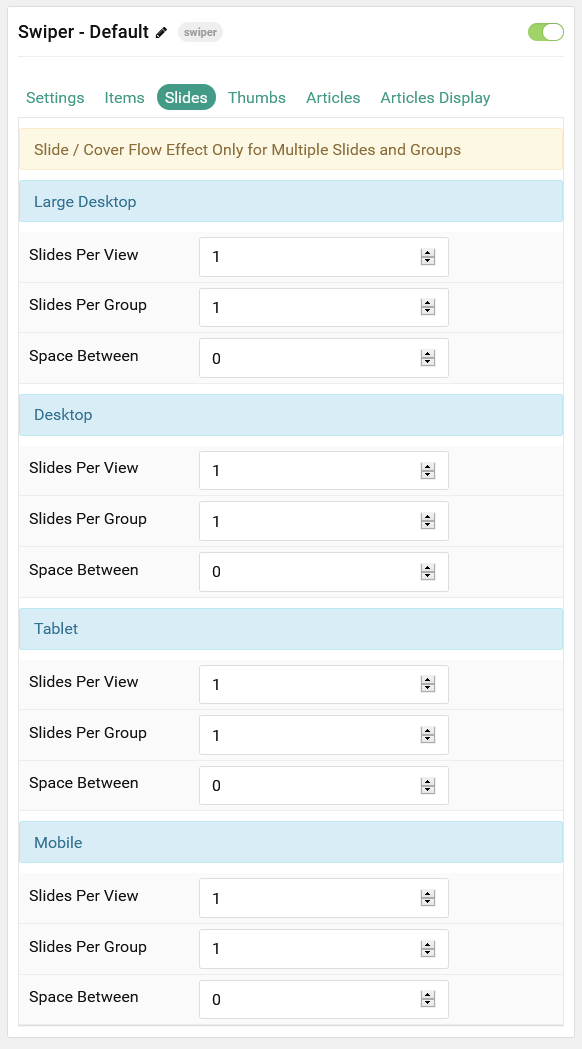 Swiper - Default swiper
Settings Items Slides Thumbs Articles Articles Display
Slide / Cover Flow Effect Only for Multiple Slides and Groups
Large Desktop
Slides Per View 1
Slides Per Group 1
Space Between 0
Desktop
Slides Per View 1
Slides Per Group 1
Space Between 0
Tablet
Slides Per View 1
Slides Per Group 1
Space Between 0
Mobile
Slides Per View 1
Slides Per Group 1
Space Between 0